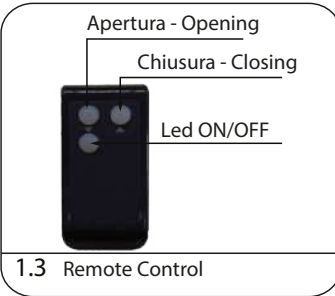 Apertura - Opening
Chiusura - Closing
Led ON/OFF
1.3 Remote Control